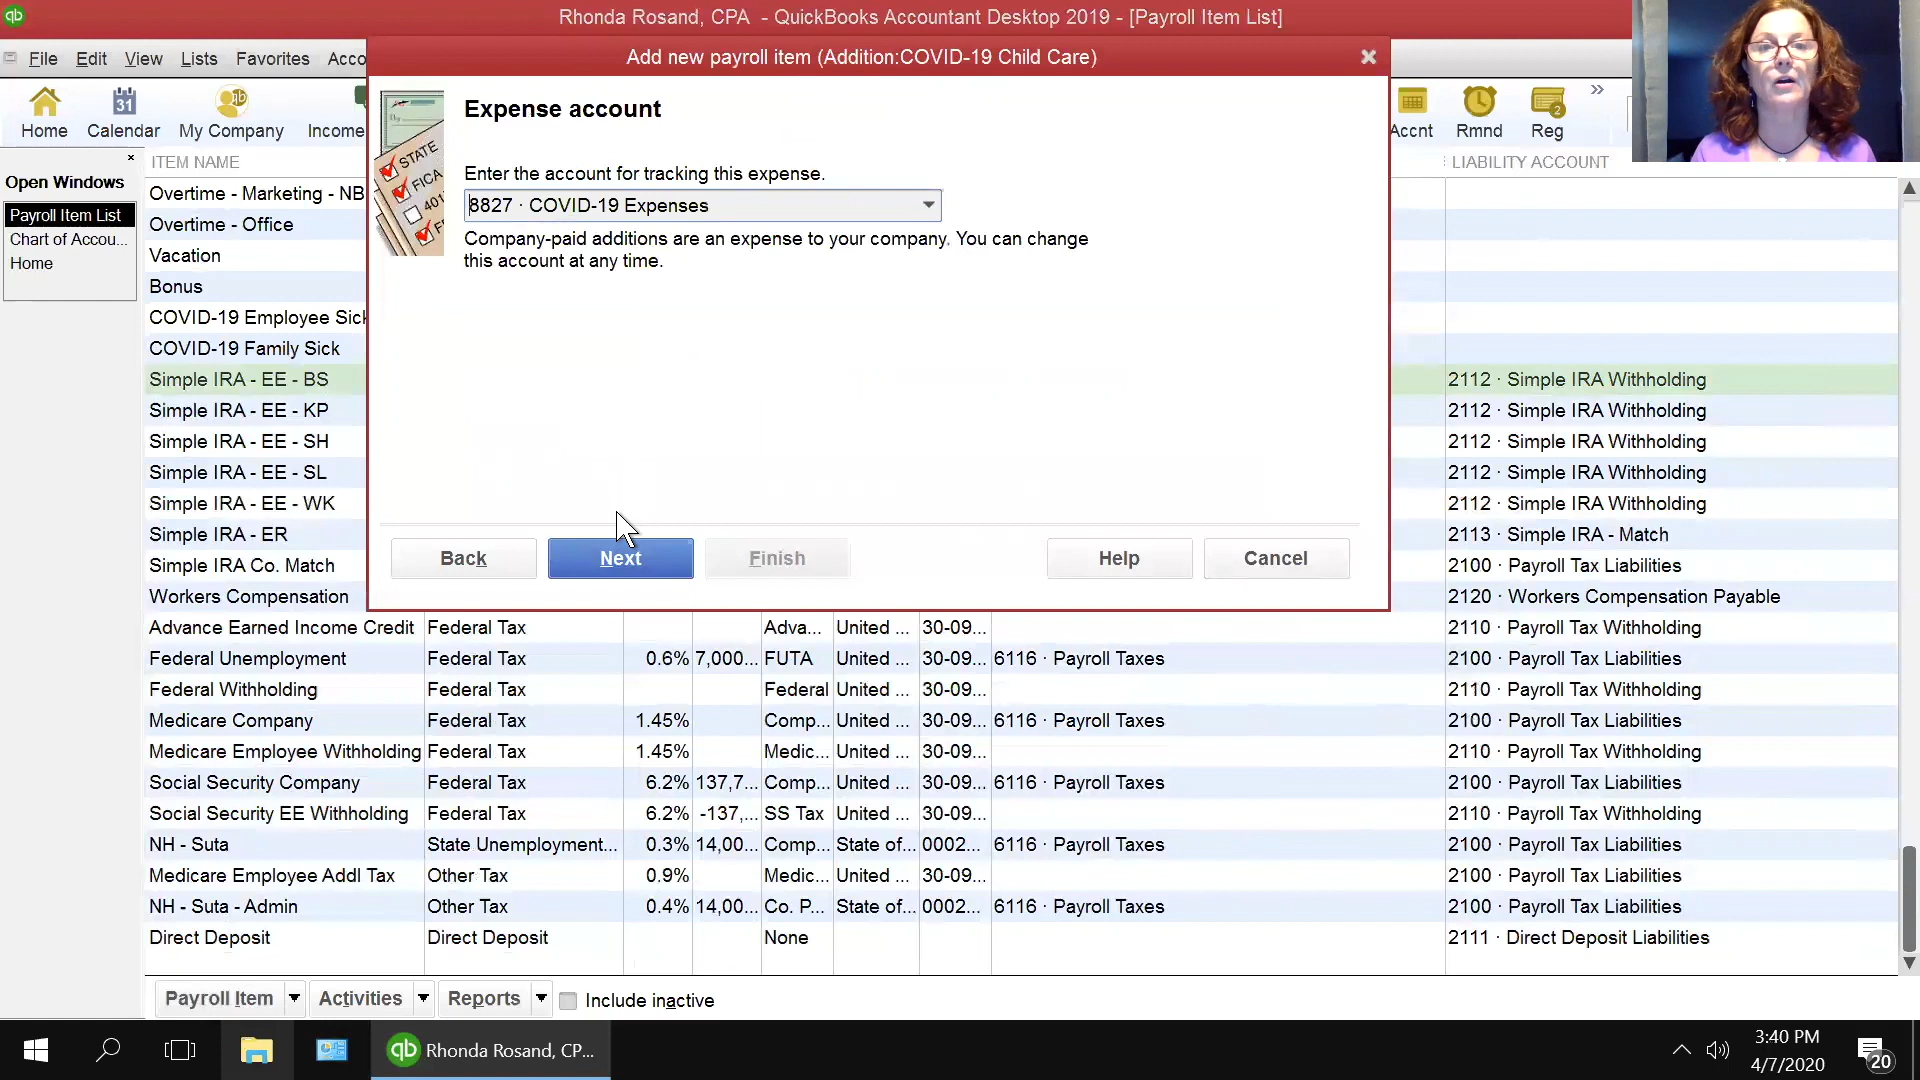 Rhonda Rosand, CPA - QuickBooks Accountant Desktop 2019 - [Payroll Item List]
File Edit View Lists Favorites Acco
Add new payroll item (Addition:COVID-19 Child Care)
Home Calendar My Company Income
31
Accnt Rmnd Reg
2
ITEM NAME
LIABILITY ACCOUNT
Open Windows
Payroll Item List
Chart of Accou...
Home
Expense account
Enter the account for tracking this expense.
8827 · COVID-19 Expenses
Company-paid additions are an expense to your company. You can change
this account at any time.
STATE
FICA
401
Back Next Finish Help Cancel
Overtime - Marketing - NB
Overtime - Office
Vacation
Bonus
COVID-19 Employee Sick
COVID-19 Family Sick
Simple IRA - EE - BS 2112 · Simple IRA Withholding
Simple IRA - EE - KP 2112 · Simple IRA Withholding
Simple IRA - EE - SH 2112 · Simple IRA Withholding
Simple IRA - EE - SL 2112 · Simple IRA Withholding
Simple IRA - EE - WK 2112 · Simple IRA Withholding
Simple IRA - ER 2113 · Simple IRA - Match
Simple IRA Co. Match 2100 · Payroll Tax Liabilities
Workers Compensation 2120 · Workers Compensation Payable
Advance Earned Income Credit Federal Tax Adva... United ... 30-09... 2110 · Payroll Tax Withholding
Federal Unemployment Federal Tax 0.6% 7,000... FUTA United ... 30-09... 6116 · Payroll Taxes 2100 · Payroll Tax Liabilities
Federal Withholding Federal Tax Federal United ... 30-09... 2110 · Payroll Tax Withholding
Medicare Company Federal Tax 1.45% Comp... United ... 30-09... 6116 · Payroll Taxes 2100 · Payroll Tax Liabilities
Medicare Employee Withholding Federal Tax 1.45% Medic... United ... 30-09... 2110 · Payroll Tax Withholding
Social Security Company Federal Tax 6.2% 137,7... Comp... United ... 30-09... 6116 · Payroll Taxes 2100 · Payroll Tax Liabilities
Social Security EE Withholding Federal Tax 6.2% -137,... SS Tax United ... 30-09... 2110 · Payroll Tax Withholding
NH - Suta State Unemployment... 0.3% 14,00... Comp... State of... 0002... 6116 · Payroll Taxes 2100 · Payroll Tax Liabilities
Medicare Employee Addl Tax Other Tax 0.9% Medic... United ... 30-09... 2100 · Payroll Tax Liabilities
NH - Suta - Admin Other Tax 0.4% 14,00... Co. P... State of... 0002... 6116 · Payroll Taxes 2100 · Payroll Tax Liabilities
Direct Deposit Direct Deposit None 2111 · Direct Deposit Liabilities
Payroll Item Activities Reports Include inactive
qb Rhonda Rosand, CP...
3:40 PM
4/7/2020
20